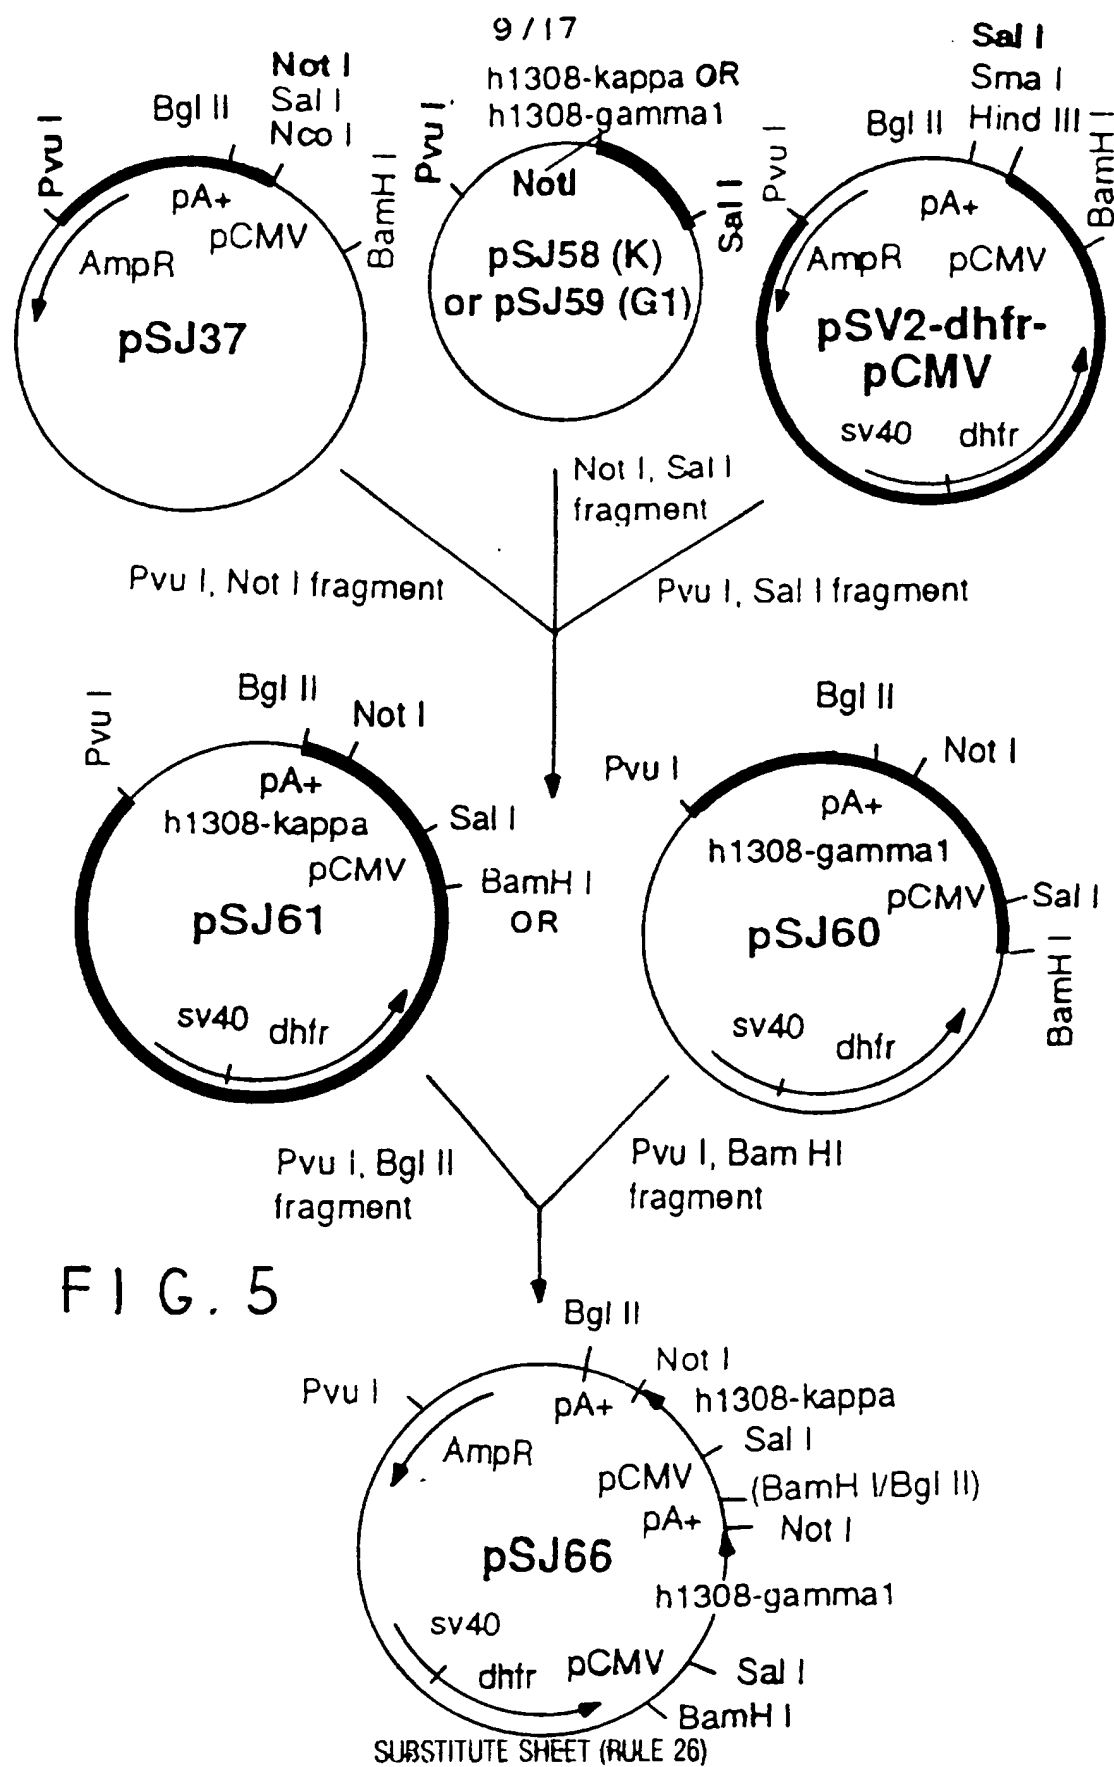 9/17
Not I
Sal I
Nco I
Bgl II
Pvu I
BamH I
pA+
pCMV
AmpR
pSJ37
h1308-kappa OR
h1308-gamma1
Pvu I
NotI
Sal I
pSJ58 (K)
or pSJ59 (G1)
Sal I
Sma I
Hind III
Bgl II
Pvu I
BamH I
pA+
AmpR
pCMV
pSV2-dhfr-
pCMV
sv40
dhfr
Not I, Sal I
fragment
Pvu I, Not I fragment
Pvu I, Sal I fragment
Bgl II
Pvu I
Not I
pA+
h1308-kappa
Sal I
pCMV
BamH I
OR
pSJ61
sv40
dhfr
Bgl II
Pvu I
Not I
pA+
h1308-gamma1
pCMV
Sal I
pSJ60
BamH I
sv40
dhfr
Pvu I, Bgl II
fragment
Pvu I, Bam HI
fragment
FIG. 5
Bgl II
Not I
Pvu I
h1308-kappa
pA+
Sal I
AmpR
pCMV
(BamH I/Bgl II)
pA+
Not I
pSJ66
h1308-gamma1
sv40
dhfr
pCMV
Sal I
BamH I
SUBSTITUTE SHEET (RULE 26)